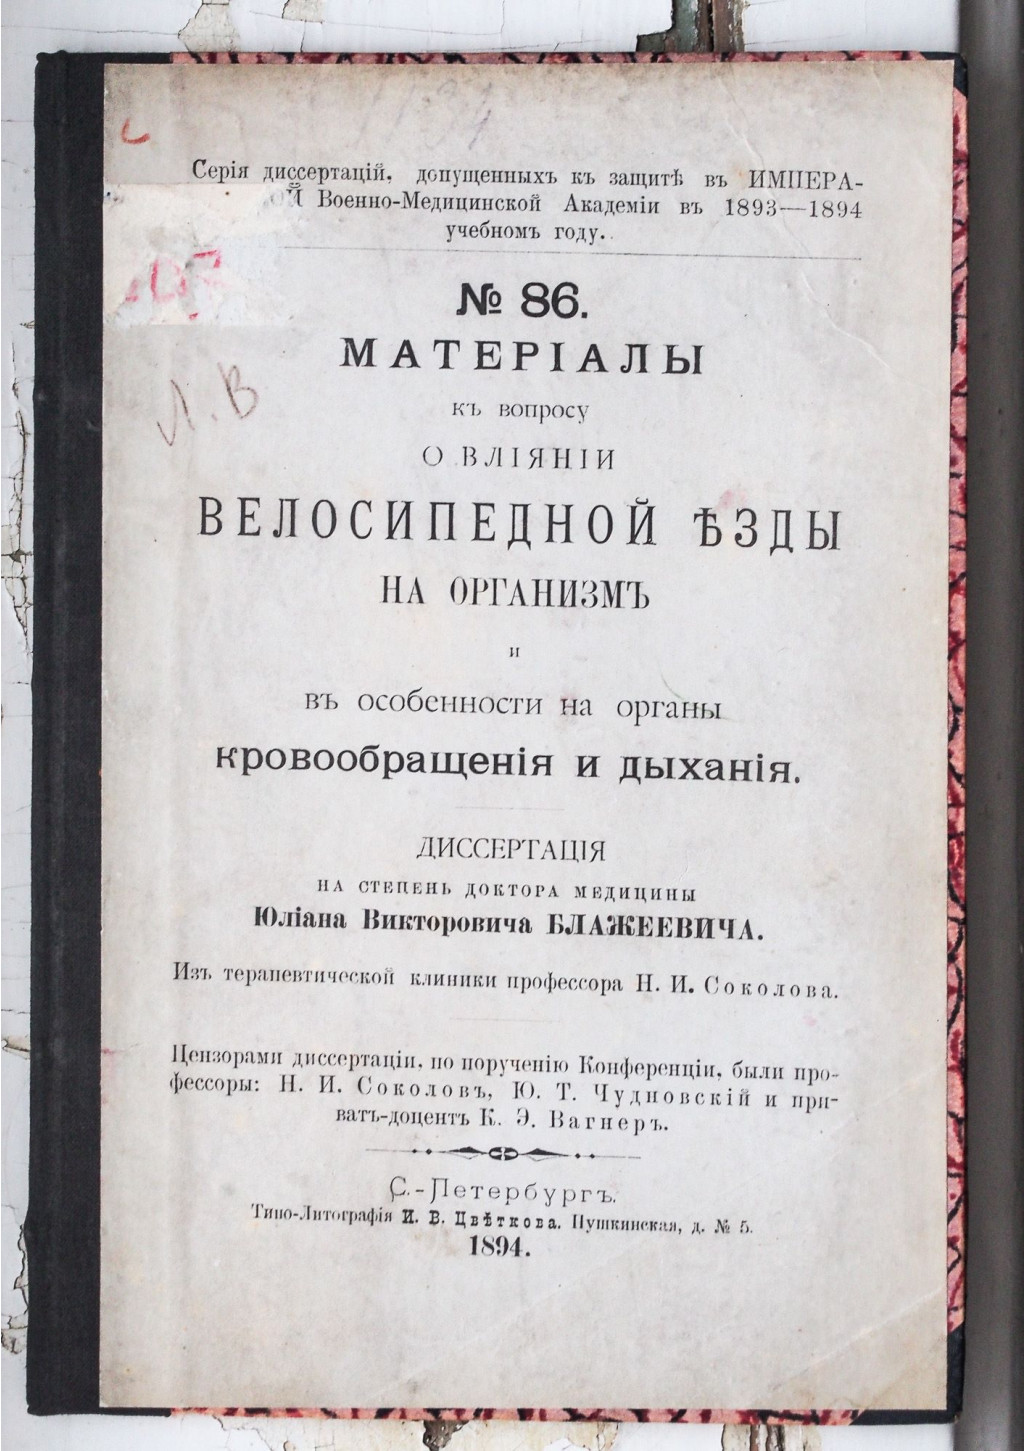 Серія диссертацій, допущенныхъ къ защитѣ въ ИМПЕРА-
Военно-Медицинской Академіи въ 1893—1894
учебномъ году.
№ 86.
МАТЕРІАЛЫ
къ вопросу
О ВЛІЯНІИ
ВЕЛОСИПЕДНОЙ ѢЗДЫ
НА ОРГАНИЗМЪ
и
въ особенности на органы
кровообращенія и дыханія.
ДИССЕРТАЦІЯ
НА СТЕПЕНЬ ДОКТОРА МЕДИЦИНЫ
Юліана Викторовича БЛАЖЕЕВИЧА.
Изъ терапевтической клиники профессора Н. И. Соколова.
Цензорами диссертаціи, по порученію Конференціи, были про-
фессоры: Н. И. Соколовъ, Ю. Т. Чудновскій и при-
ватъ-доцентъ К. Э. Вагнеръ.
С.-Петербургъ.
Типо-Литографія И. В. Цвѣткова. Пушкинская, д. № 5.
1894.
Л. В